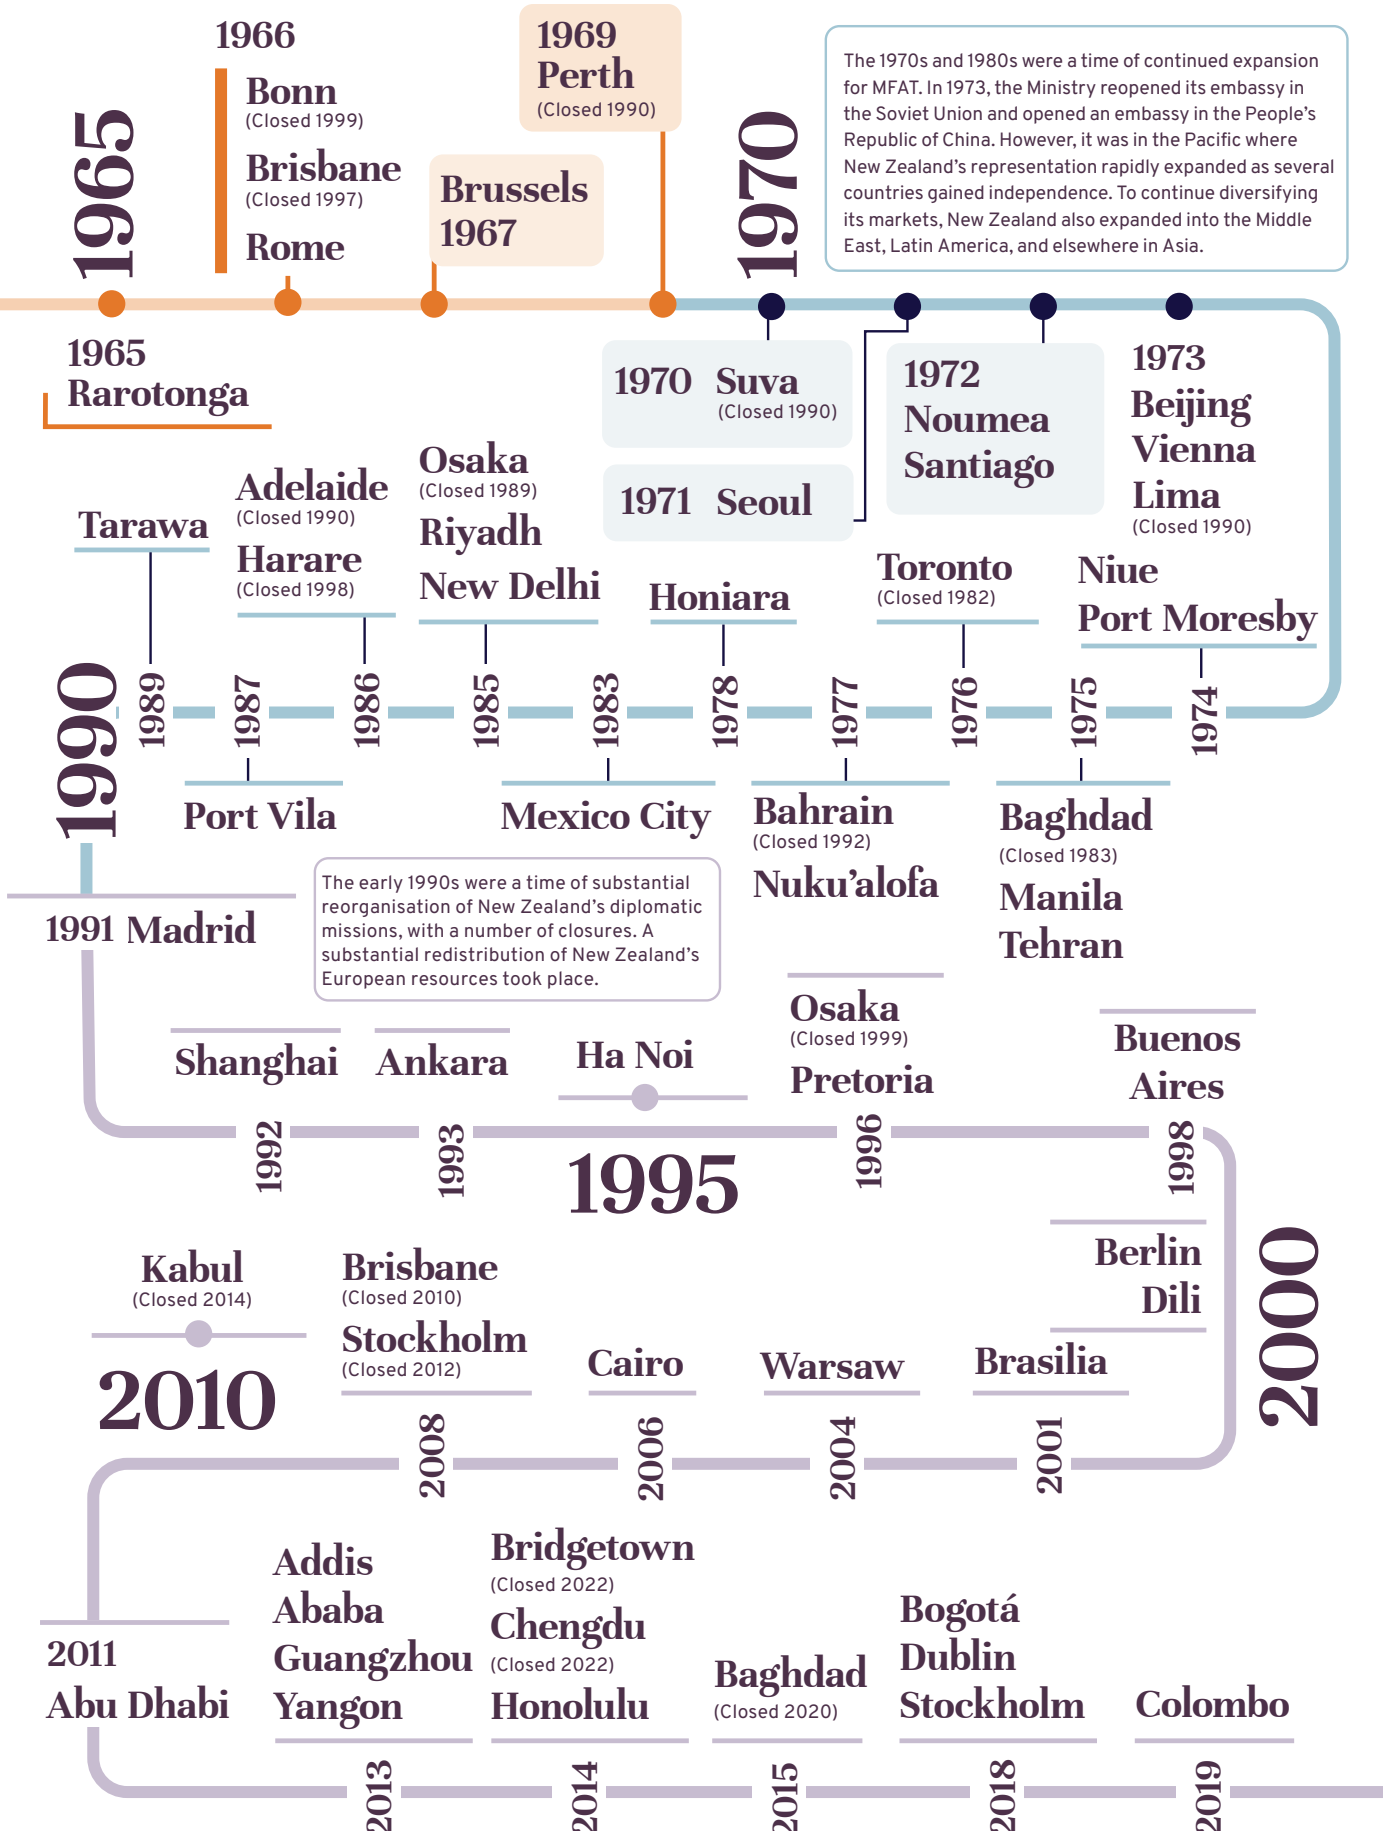 1965
1966
Bonn
(Closed 1999)
Brisbane
(Closed 1997)
Rome
Brussels
1967
1969
Perth
(Closed 1990)
1970
The 1970s and 1980s were a time of continued expansion
for MFAT. In 1973, the Ministry reopened its embassy in
the Soviet Union and opened an embassy in the People’s
Republic of China. However, it was in the Pacific where
New Zealand’s representation rapidly expanded as several
countries gained independence. To continue diversifying
its markets, New Zealand also expanded into the Middle
East, Latin America, and elsewhere in Asia.
1965
Rarotonga
1970 Suva
(Closed 1990)
1971 Seoul
1972
Noumea
Santiago
1973
Beijing
Vienna
Lima
(Closed 1990)
Niue
Port Moresby
1974
1975
Baghdad
(Closed 1983)
Manila
Tehran
Toronto
(Closed 1982)
1976
1977
Bahrain
(Closed 1992)
Nuku’alofa
Honiara
1978
1983
Mexico City
Osaka
(Closed 1989)
Riyadh
New Delhi
1985
Adelaide
(Closed 1990)
Harare
(Closed 1998)
1986
1987
Port Vila
Tarawa
1989
1990
The early 1990s were a time of substantial
reorganisation of New Zealand’s diplomatic
missions, with a number of closures. A
substantial redistribution of New Zealand’s
European resources took place.
1991 Madrid
Shanghai
1992
Ankara
1993
Ha Noi
1995
Osaka
(Closed 1999)
Pretoria
1996
Buenos
Aires
1998
2000
Berlin
Dili
Brasilia
2001
Warsaw
2004
Cairo
2006
Brisbane
(Closed 2010)
Stockholm
(Closed 2012)
2008
Kabul
(Closed 2014)
2010
2011
Abu Dhabi
Addis
Ababa
Guangzhou
Yangon
2013
Bridgetown
(Closed 2022)
Chengdu
(Closed 2022)
Honolulu
2014
Baghdad
(Closed 2020)
2015
Bogotá
Dublin
Stockholm
2018
Colombo
2019